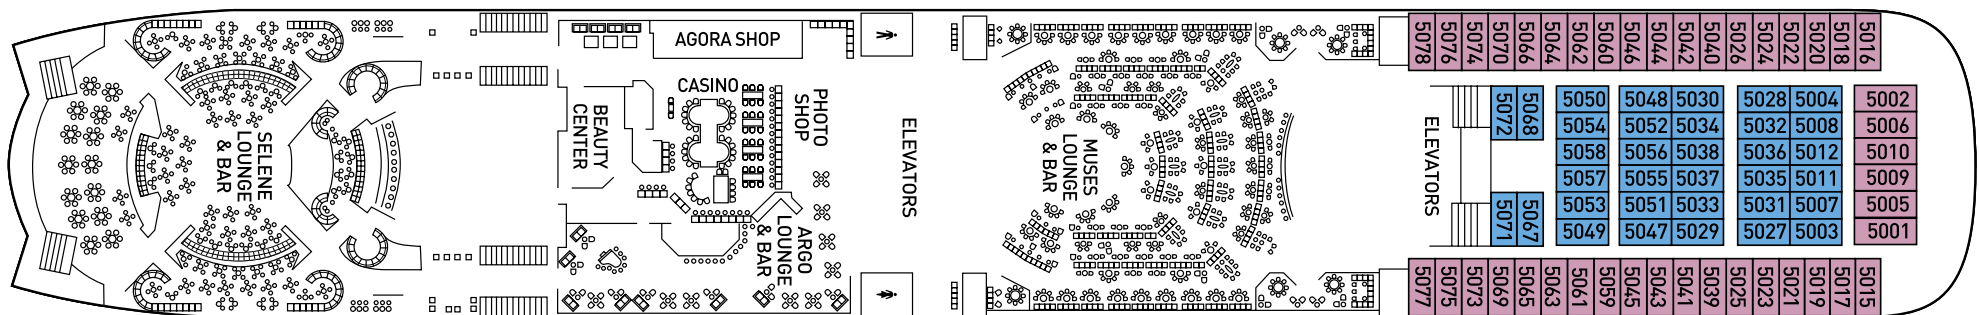 AGORA SHOP
CASINO
PHOTO
SHOP
BEAUTY
CENTER
SELENE
LOUNGE
& BAR
ARGO
LOUNGE
& BAR
ELEVATORS
MUSES
LOUNGE
& BAR
ELEVATORS
5078 5076 5074 5070 5066 5064 5062 5060 5046 5044 5042 5040 5026 5024 5022 5020 5018 5016
5072 5068
5050 5048 5030 5028 5004 5002
5054 5052 5034 5032 5008 5006
5058 5056 5038 5036 5012 5010
5057 5055 5037 5035 5011 5009
5053 5051 5033 5031 5007 5005
5049 5047 5029 5027 5003 5001
5071 5067
5077 5075 5073 5069 5065 5063 5061 5059 5045 5043 5041 5039 5025 5023 5021 5019 5017 5015